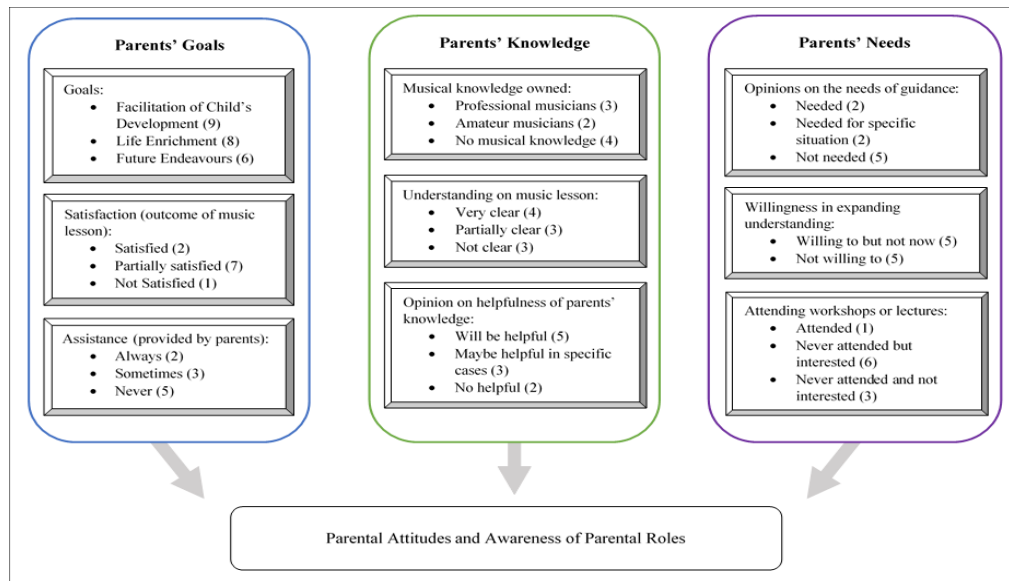 Parents' Goals
Goals:
• Facilitation of Child's
Development (9)
• Life Enrichment (8)
• Future Endeavours (6)
Satisfaction (outcome of music
lesson):
• Satisfied (2)
• Partially satisfied (7)
• Not Satisfied (1)
Assistance (provided by parents):
• Always (2)
• Sometimes (3)
• Never (5)
Parents' Knowledge
Musical knowledge owned:
• Professional musicians (3)
• Amateur musicians (2)
• No musical knowledge (4)
Understanding on music lesson:
• Very clear (4)
• Partially clear (3)
• Not clear (3)
Opinion on helpfulness of parents'
knowledge:
• Will be helpful (5)
• Maybe helpful in specific
cases (3)
• No helpful (2)
Parents' Needs
Opinions on the needs of guidance:
• Needed (2)
• Needed for specific
situation (2)
• Not needed (5)
Willingness in expanding
understanding:
• Willing to but not now (5)
• Not willing to (5)
Attending workshops or lectures:
• Attended (1)
• Never attended but
interested (6)
• Never attended and not
interested (3)
Parental Attitudes and Awareness of Parental Roles